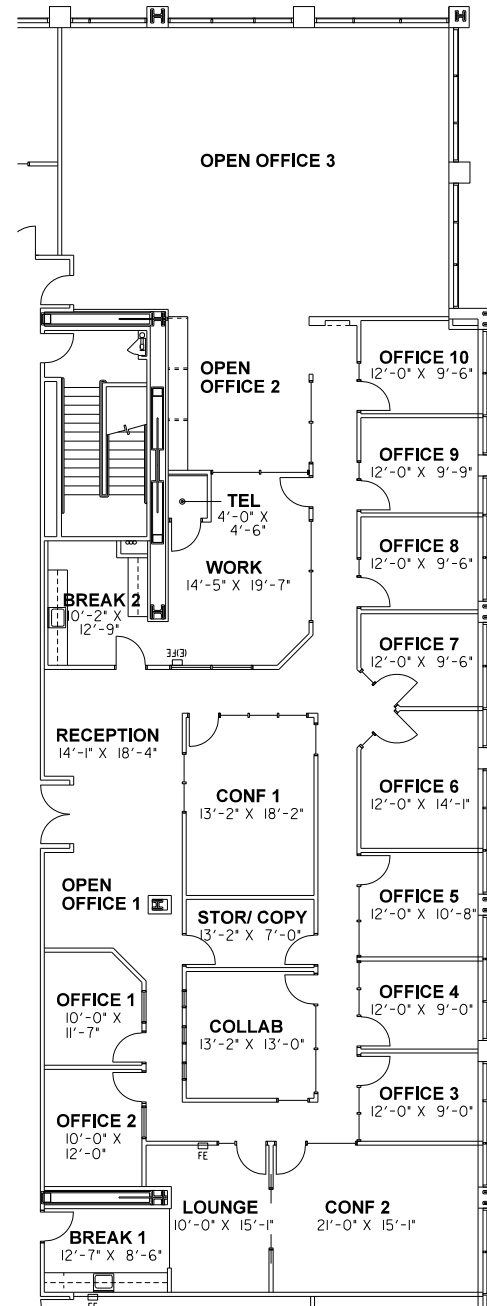 OPEN OFFICE 3
OPEN
OFFICE 2
OFFICE 10
12'-0" X 9'-6"
OFFICE 9
12'-0" X 9'-9"
TEL
4'-0" X
4'-6"
OFFICE 8
12'-0" X 9'-6"
WORK
14'-5" X 19'-7"
BREAK 2
10'-2" X
12'-9"
OFFICE 7
12'-0" X 9'-6"
(E)FE
RECEPTION
14'-1" X 18'-4"
CONF 1
13'-2" X 18'-2"
OFFICE 6
12'-0" X 14'-1"
OPEN
OFFICE 1
OFFICE 5
12'-0" X 10'-8"
STOR/ COPY
13'-2" X 7'-0"
OFFICE 1
10'-0" X
11'-7"
OFFICE 4
12'-0" X 9'-0"
COLLAB
13'-2" X 13'-0"
OFFICE 3
12'-0" X 9'-0"
OFFICE 2
10'-0" X
12'-0"
FE
LOUNGE
10'-0" X 15'-1"
CONF 2
21'-0" X 15'-1"
BREAK 1
12'-7" X 8'-6"
FE